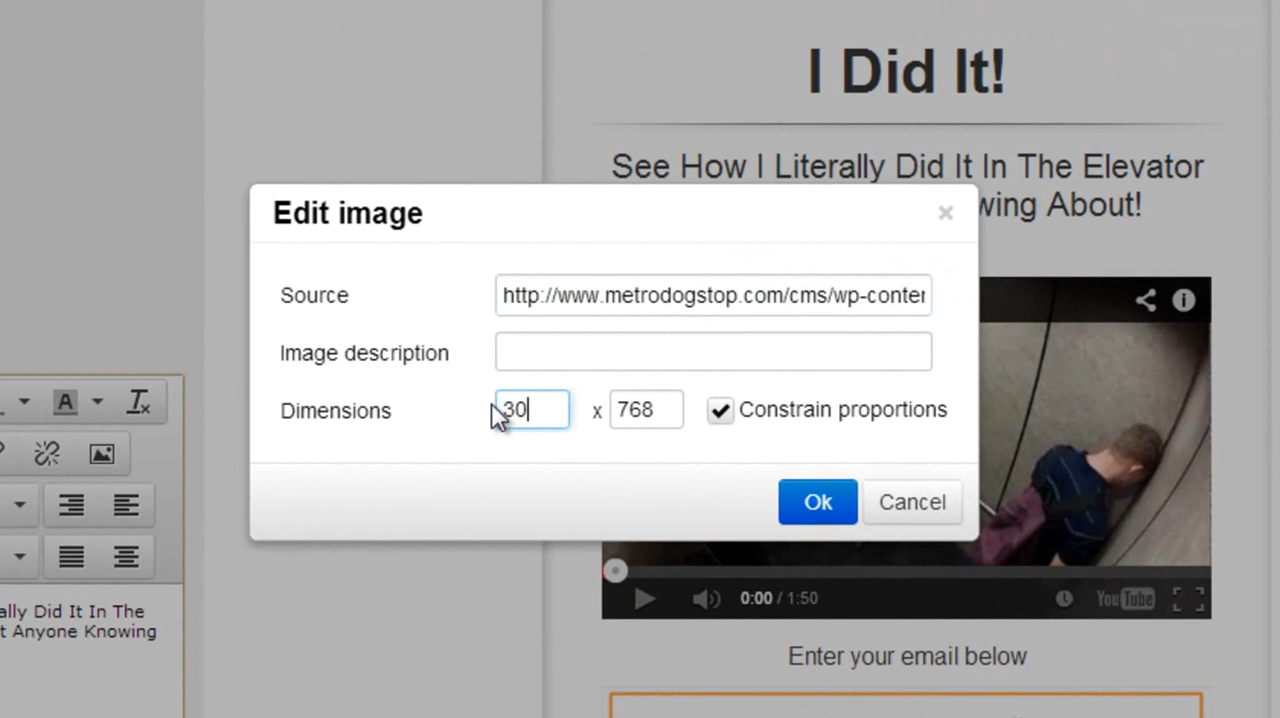 I Did It!
See How I Literally Did It In The Elevator
wing About!
Edit image
×
Source
http://www.metrodogstop.com/cms/wp-conter
Image description
Dimensions
30
x
768
Constrain proportions
Ok
Cancel
A
Tx
ally Did It In The
t Anyone Knowing
0:00 / 1:50
YouTube
Enter your email below